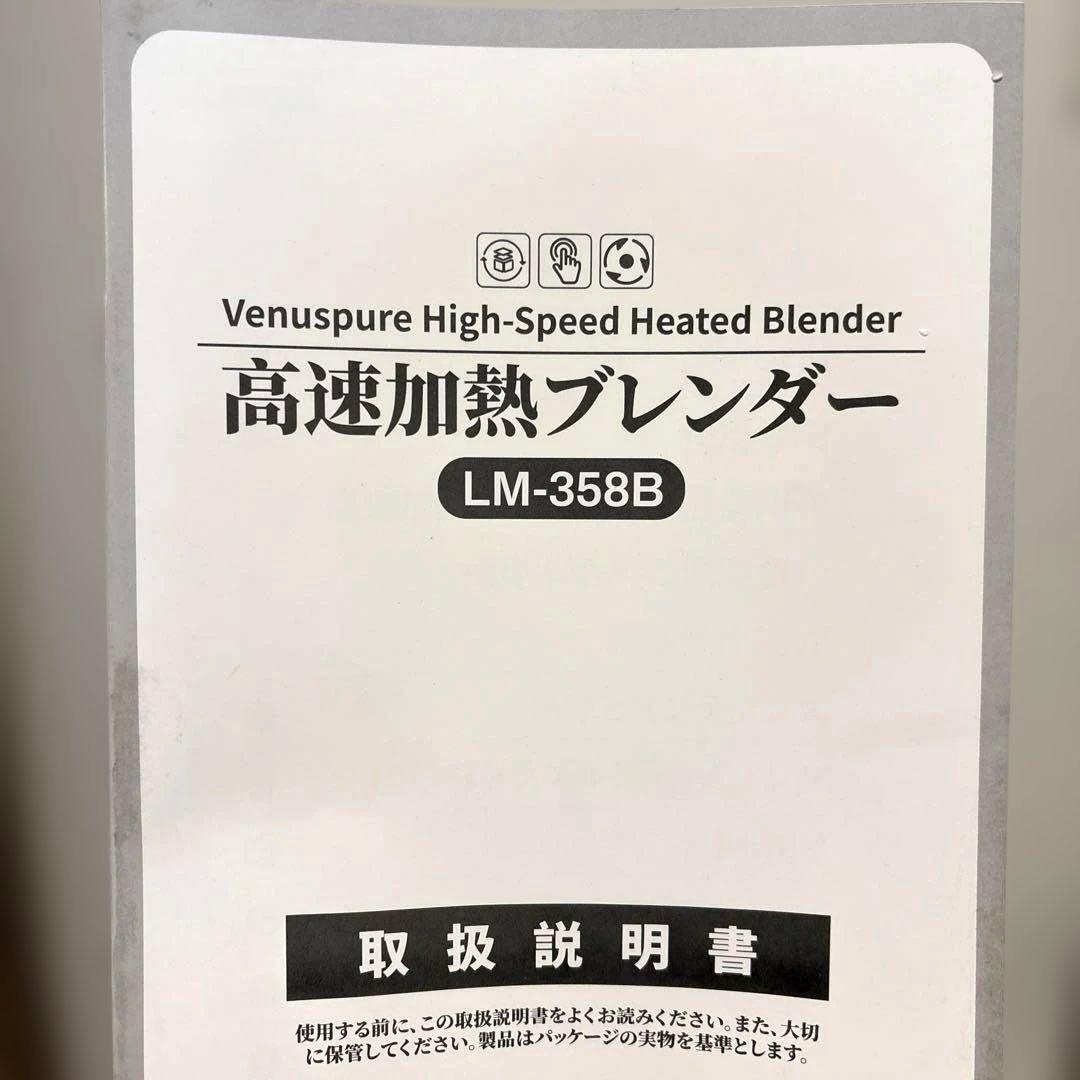 Venuspure High-Speed Heated Blender
高速加熱ブレンダー
LM-358B
取扱説明書
使用する前に、この取扱説明書をよくお読みください。また、大切
に保管してください。製品はパッケージの実物を基準とします。